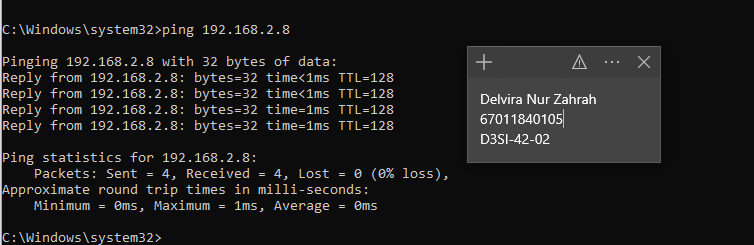 C:\Windows\system32>ping 192.168.2.8
Pinging 192.168.2.8 with 32 bytes of data:
Reply from 192.168.2.8: bytes=32 time<1ms TTL=128
Reply from 192.168.2.8: bytes=32 time<1ms TTL=128
Reply from 192.168.2.8: bytes=32 time=1ms TTL=128
Reply from 192.168.2.8: bytes=32 time=1ms TTL=128
Ping statistics for 192.168.2.8:
    Packets: Sent = 4, Received = 4, Lost = 0 (0% loss),
Approximate round trip times in milli-seconds:
    Minimum = 0ms, Maximum = 1ms, Average = 0ms
C:\Windows\system32>
Delvira Nur Zahrah
67011840105
D3SI-42-02